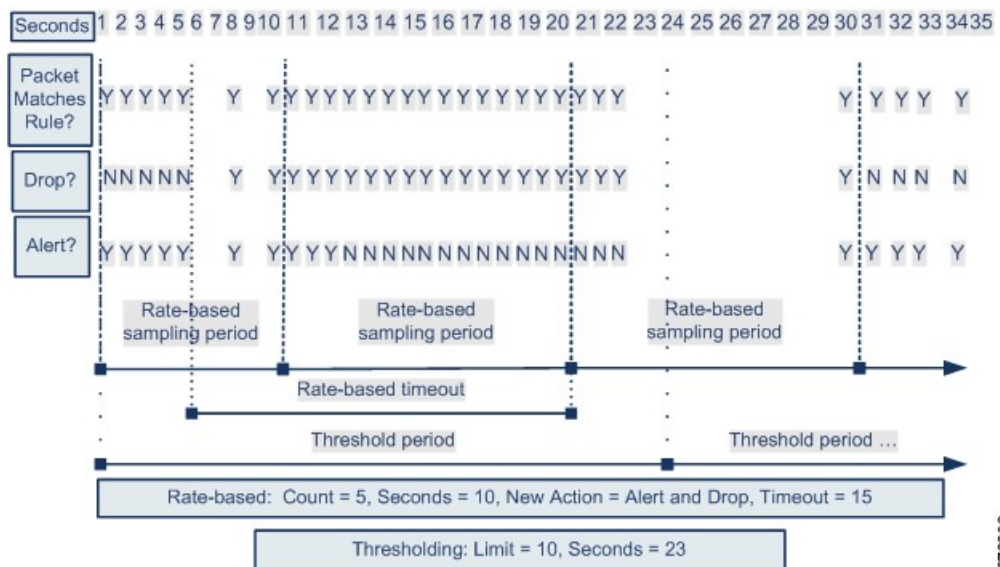 Seconds 1 2 3 4 5 6 7 8 9 10 11 12 13 14 15 16 17 18 19 20 21 22 23 24 25 26 27 28 29 30 31 32 33 34 35
Packet
Matches
Rule?
Y Y Y Y Y Y Y Y Y Y Y Y Y Y Y Y Y Y Y Y Y Y Y Y Y Y Y Y Y Y
Drop?
N N N N N Y Y Y Y Y Y Y Y Y Y Y Y Y Y Y Y Y Y Y Y Y N N N N
Alert?
Y Y Y Y Y Y Y Y Y Y N N N N N N N N N N N N N N N Y Y Y Y Y
Rate-based
sampling period
Rate-based
sampling period
Rate-based
sampling period
Rate-based timeout
Threshold period
Threshold period ...
Rate-based: Count = 5, Seconds = 10, New Action = Alert and Drop, Timeout = 15
Thresholding: Limit = 10, Seconds = 23